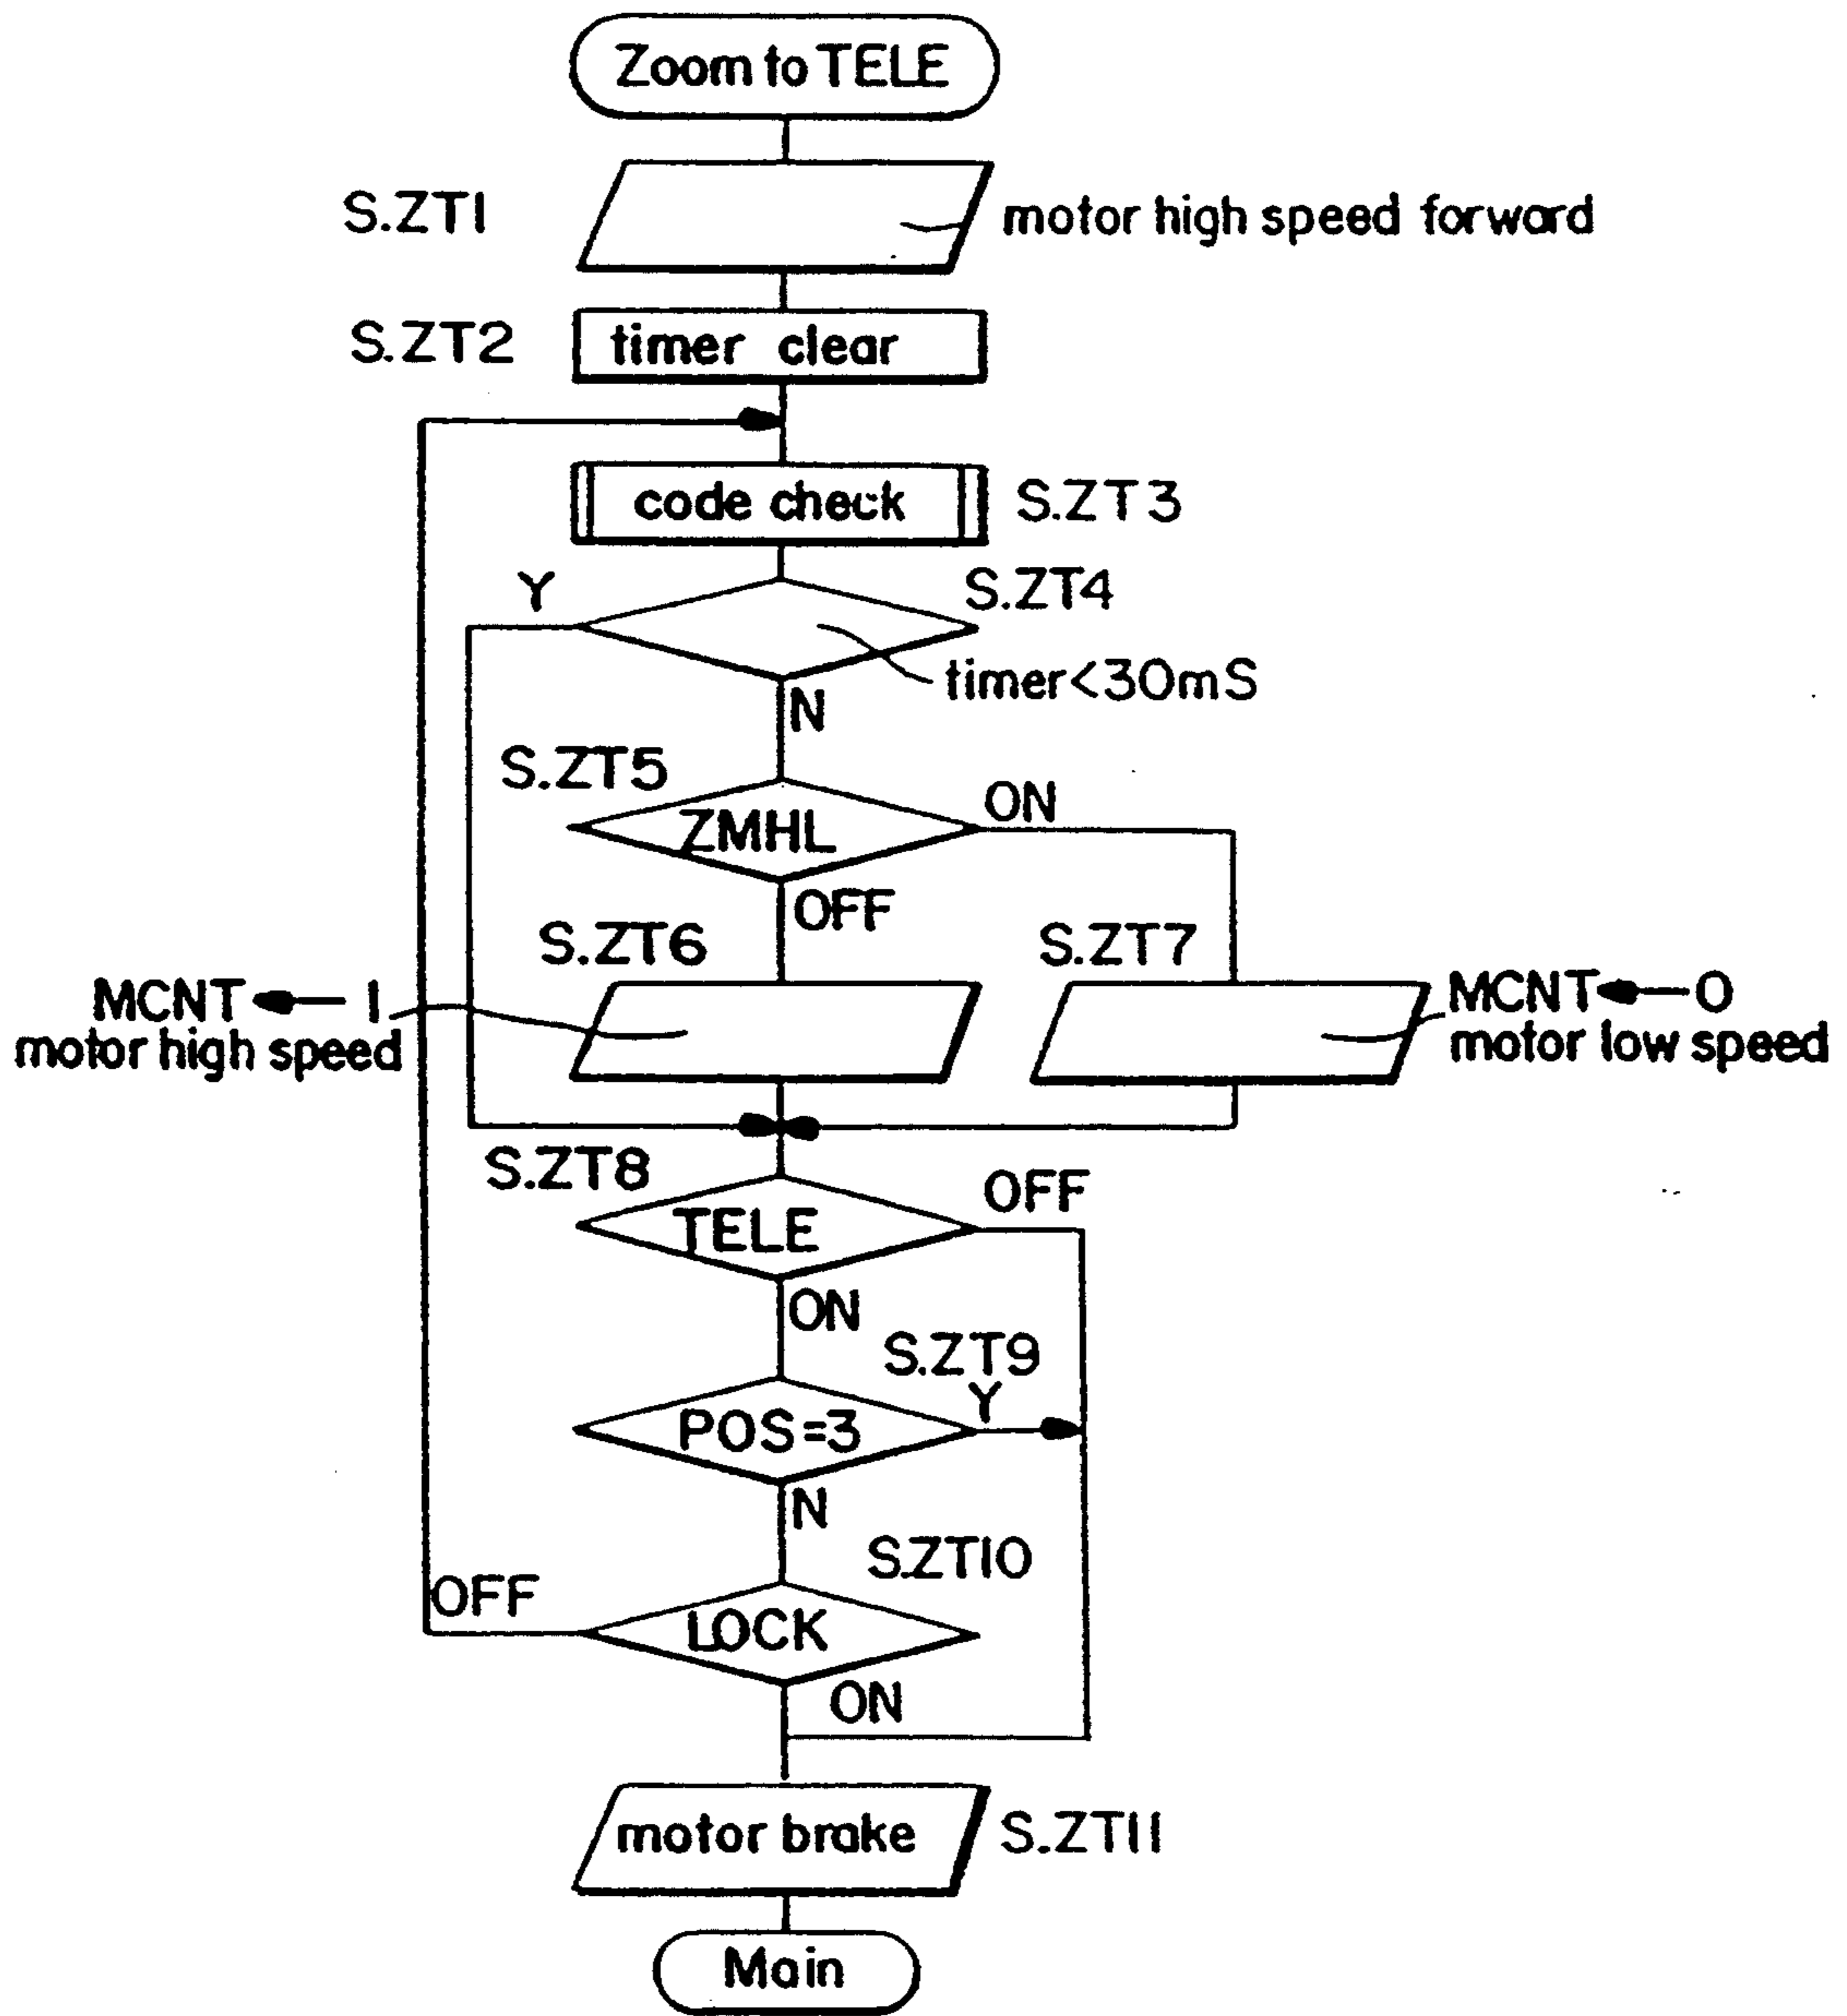 Zoom to TELE
S.ZT1
motor high speed forward
S.ZT2
timer clear
code check
S.ZT3
Y
S.ZT4
timer<30mS
N
S.ZT5
ZMHL
ON
OFF
S.ZT6
S.ZT7
MCNT ← 1
motor high speed
MCNT ← 0
motor low speed
S.ZT8
TELE
OFF
ON
S.ZT9
POS=3
Y
N
S.ZT10
OFF
LOCK
ON
motor brake
S.ZT11
Main